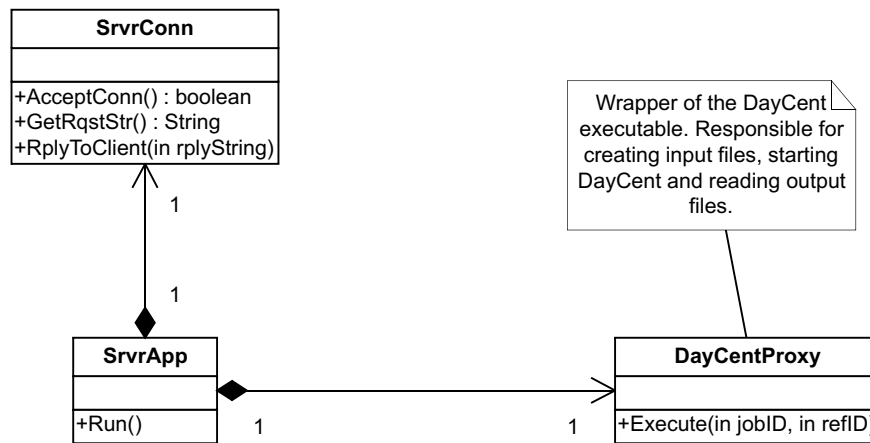 SrvrConn
+AcceptConn() : boolean
+GetRqstStr() : String
+RplyToClient(in rplyString)
Wrapper of the DayCent
executable. Responsible for
creating input files, starting
DayCent and reading output
files.
1
1
SrvrApp
+Run()
1
1
DayCentProxy
+Execute(in jobID, in refID)